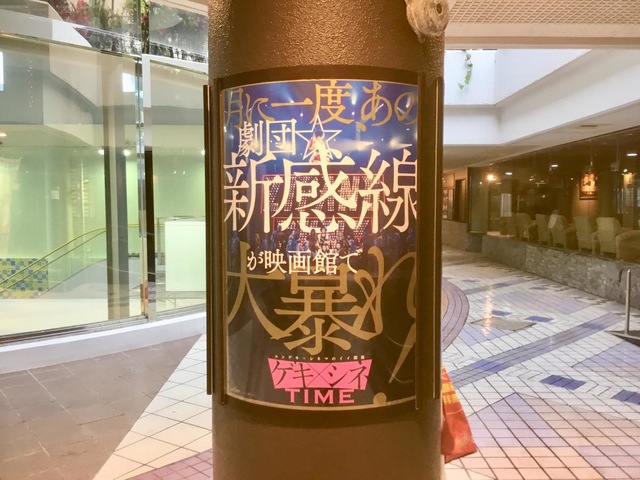 月に一度、あの
劇団☆
新感線
が映画館で
大暴れ!
ゲキ×シネ
TIME